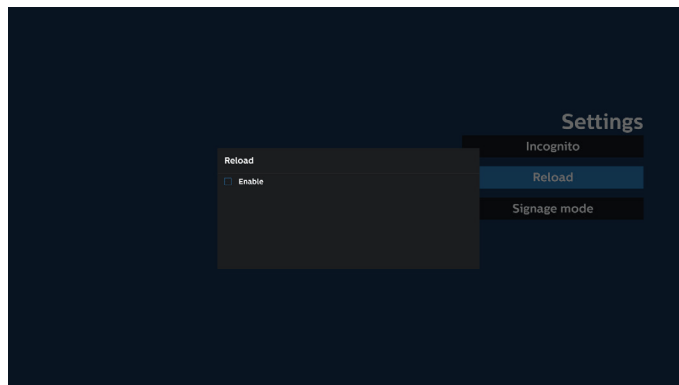 Settings
Incognito
Reload
Signage mode
Reload
Enable